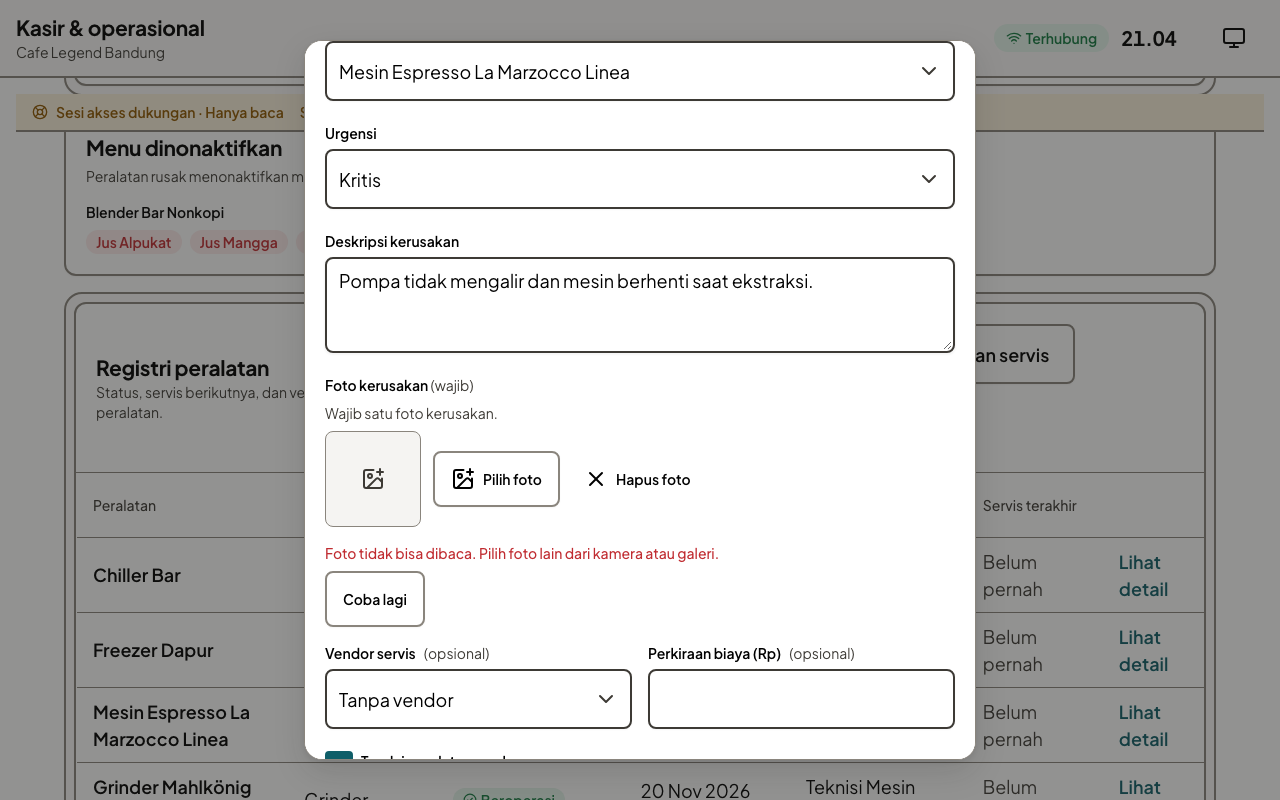 Kasir & operasional
Cafe Legend Bandung
Terhubung
21.04
Sesi akses dukungan · Hanya baca
Menu dinonaktifkan
Peralatan rusak menonaktifkan
Blender Bar Nonkopi
Jus Alpukat
Jus Mangga
Registri peralatan
Status, servis berikutnya, dan
peralatan.
servis
Peralatan
Servis terakhir
Chiller Bar
Belum pernah
Lihat detail
Freezer Dapur
Belum pernah
Lihat detail
Mesin Espresso La Marzocco Linea
Belum pernah
Lihat detail
Grinder Mahlkönig
Grinder
Beroperasi
20 Nov 2026
Teknisi Mesin
Belum
Lihat
Mesin Espresso La Marzocco Linea
Urgensi
Kritis
Deskripsi kerusakan
Pompa tidak mengalir dan mesin berhenti saat ekstraksi.
Foto kerusakan (wajib)
Wajib satu foto kerusakan.
Pilih foto
Hapus foto
Foto tidak bisa dibaca. Pilih foto lain dari kamera atau galeri.
Coba lagi
Vendor servis (opsional)
Perkiraan biaya (Rp) (opsional)
Tanpa vendor